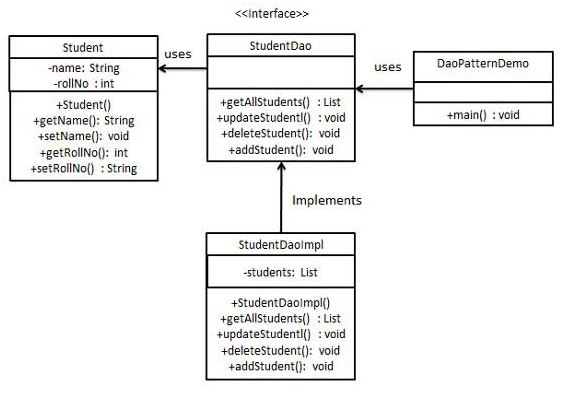 <<Interface>>
Student
-name: String
-rollNo : int
+Student()
+getName(): String
+setName(): void
+getRollNo(): int
+setRollNo() : String
uses
StudentDao
+getAllStudents() : List
+updateStudentl() : void
+deleteStudent(): void
+addStudent(): void
uses
DaoPatternDemo
+main() : void
Implements
StudentDaoImpl
-students: List
+StudentDaoImpl()
+getAllStudents() : List
+updateStudentl() : void
+deleteStudent(): void
+addStudent(): void